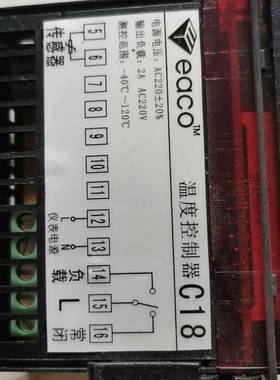 eaco™
温度控制器 C18
电源电压: AC220±20%
输出负载: 2A AC220V
测控范围: -40℃~120℃
5 6 7 8 9 10 11 12 13 14 15 16
传感器
L N
仪表电源
负载 L 常闭